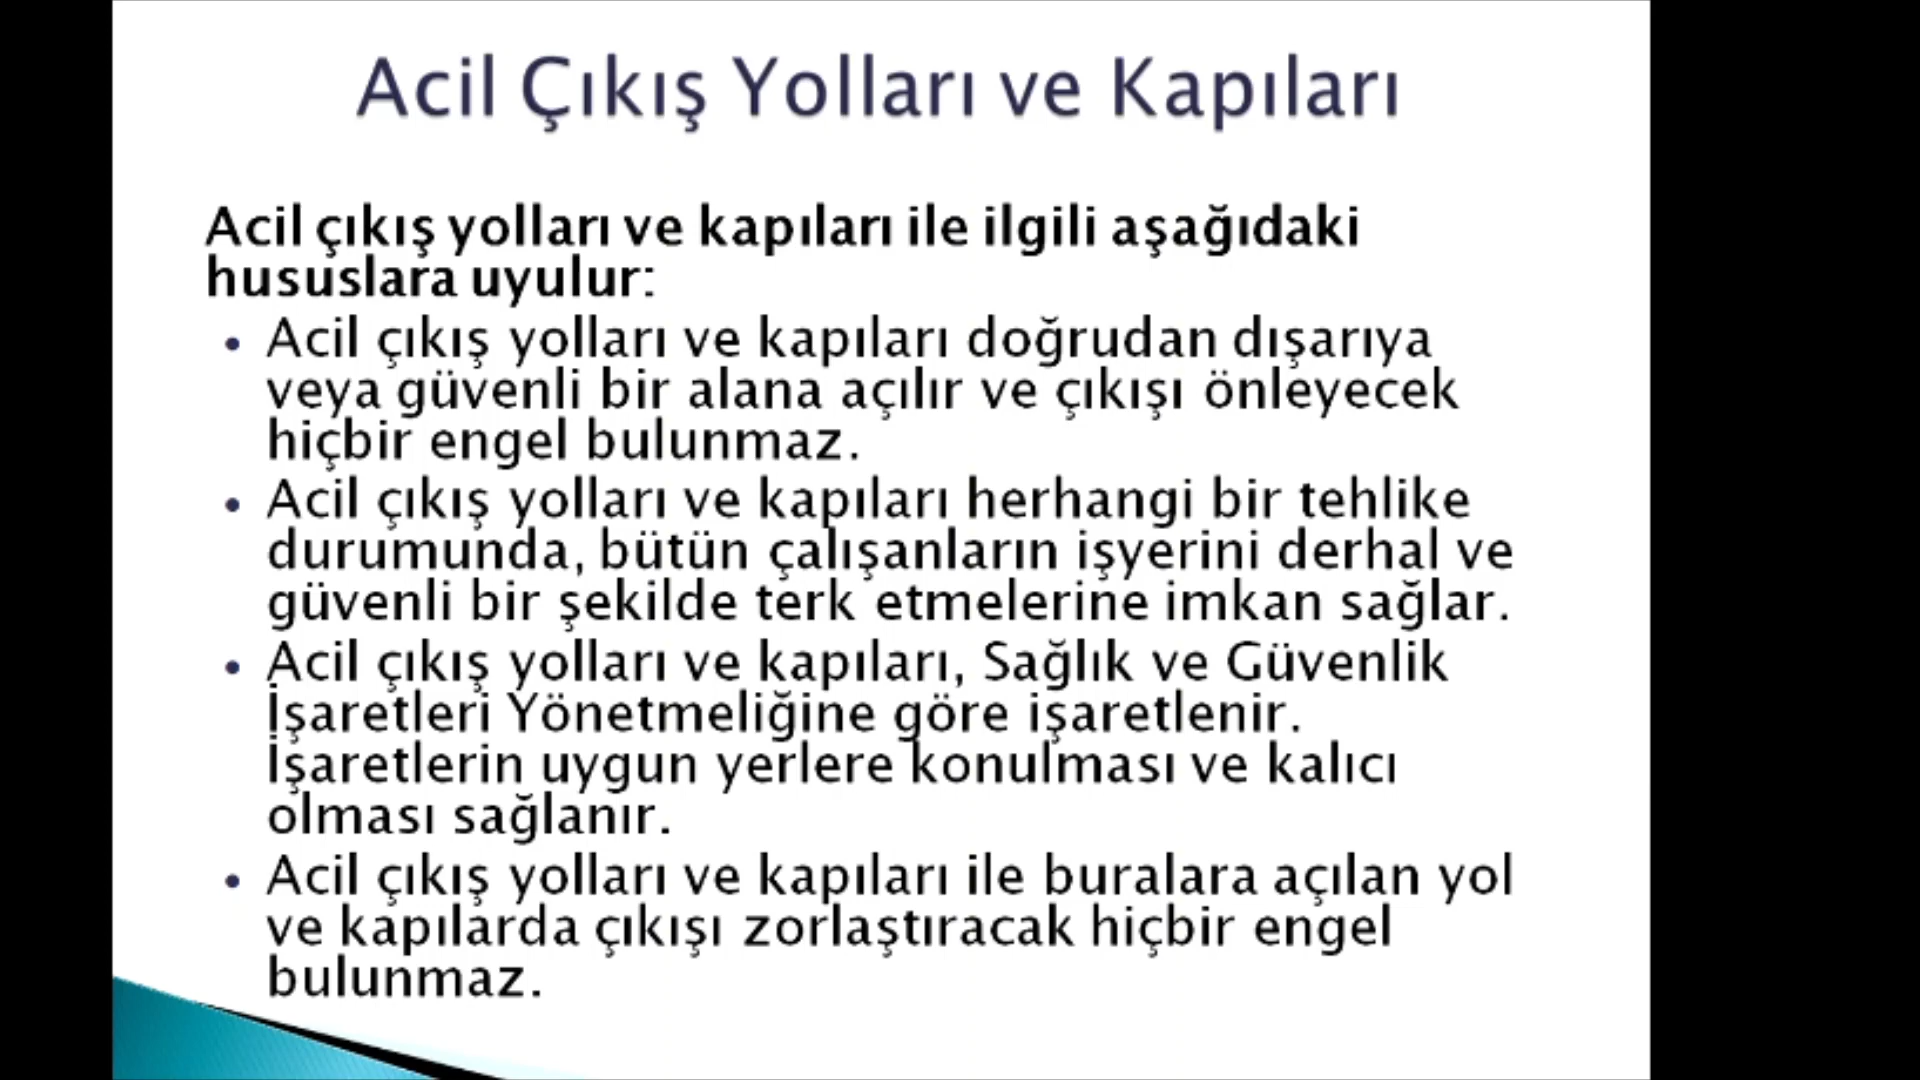 Acil Çıkış Yolları ve Kapıları
Acil çıkış yolları ve kapıları ile ilgili aşağıdaki
hususlara uyulur:
• Acil çıkış yolları ve kapıları doğrudan dışarıya
veya güvenli bir alana açılır ve çıkışı önleyecek
hiçbir engel bulunmaz.
• Acil çıkış yolları ve kapıları herhangi bir tehlike
durumunda, bütün çalışanların işyerini derhal ve
güvenli bir şekilde terk etmelerine imkan sağlar.
• Acil çıkış yolları ve kapıları, Sağlık ve Güvenlik
İşaretleri Yönetmeliğine göre işaretlenir.
İşaretlerin uygun yerlere konulması ve kalıcı
olması sağlanır.
• Acil çıkış yolları ve kapıları ile buralara açılan yol
ve kapılarda çıkışı zorlaştıracak hiçbir engel
bulunmaz.